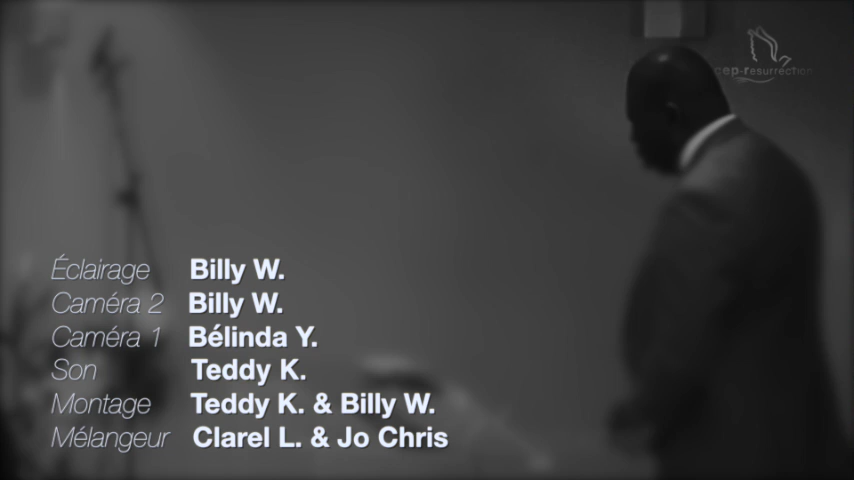 cep-resurrection
Éclairage Billy W.
Caméra 2 Billy W.
Caméra 1 Bélinda Y.
Son Teddy K.
Montage Teddy K. & Billy W.
Mélangeur Clarel L. & Jo Chris